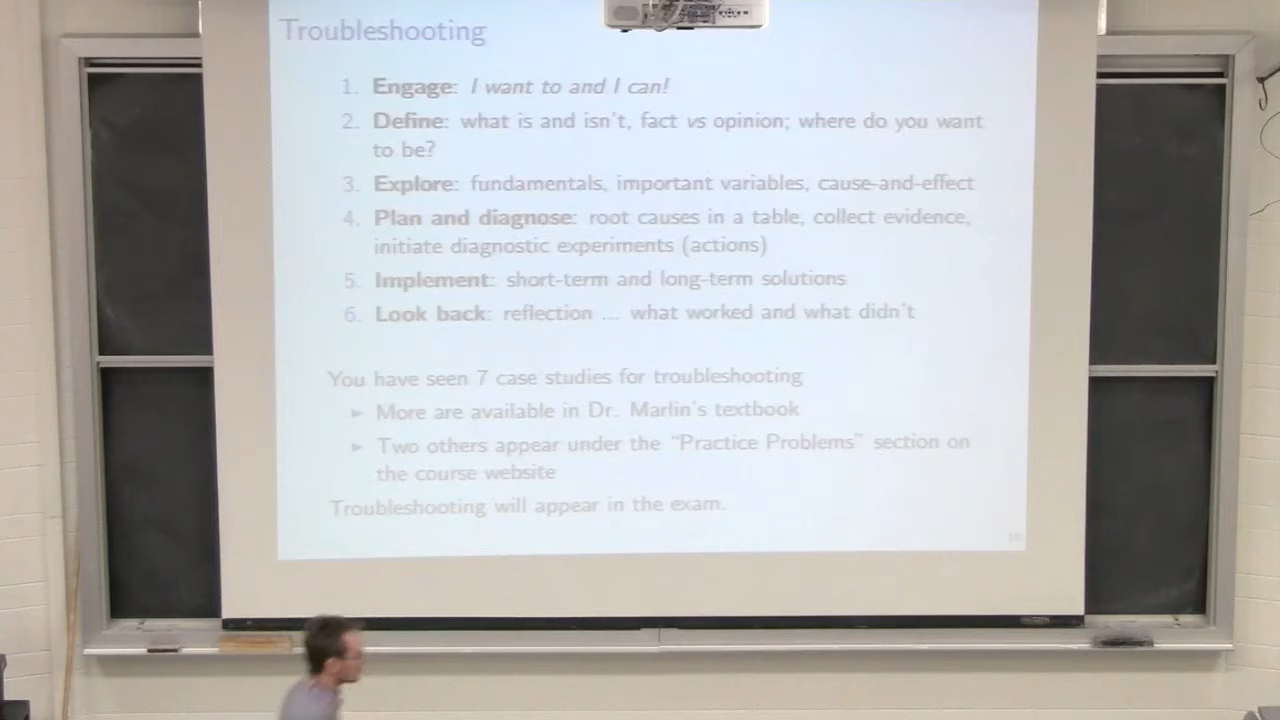 Troubleshooting
1. Engage: I want to and I can!
2. Define: what is and isn't, fact vs opinion; where do you want
to be?
3. Explore: fundamentals, important variables, cause-and-effect
4. Plan and diagnose: root causes in a table, collect evidence,
initiate diagnostic experiments (actions)
5. Implement: short-term and long-term solutions
6. Look back: reflection ... what worked and what didn't
You have seen 7 case studies for troubleshooting
► More are available in Dr. Marlin's textbook
► Two others appear under the "Practice Problems" section on
the course website
Troubleshooting will appear in the exam.